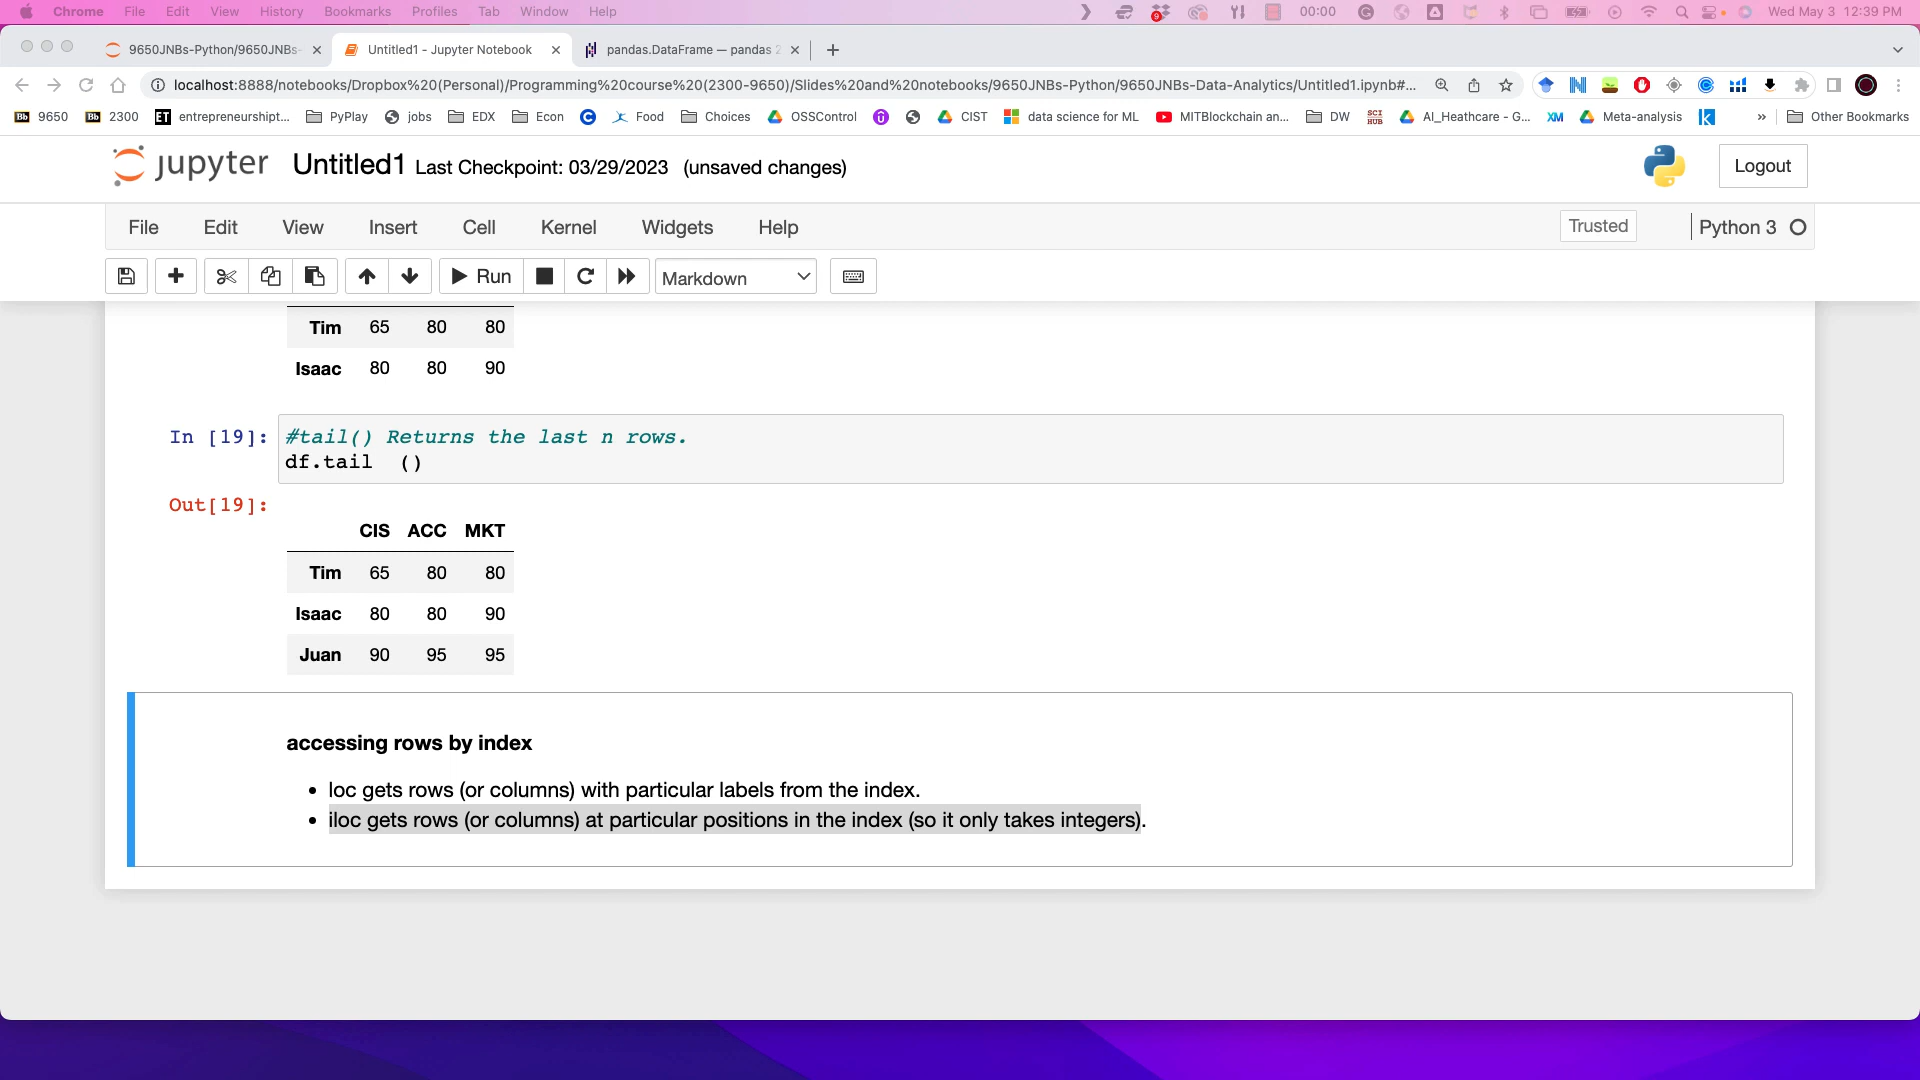 Chrome File Edit View History Bookmarks Profiles Tab Window Help 9 00:00 Wed May 3 12:39 PM
9650JNBs-Python/9650JNBs- Untitled1 - Jupyter Notebook pandas.DataFrame — pandas 2
localhost:8888/notebooks/Dropbox%20(Personal)/Programming%20course%20(2300-9650)/Slides%20and%20notebooks/9650JNBs-Python/9650JNBs-Data-Analytics/Untitled1.ipynb#...
Bb 9650 Bb 2300 ET entrepreneurshipt... PyPlay jobs EDX Econ Food Choices OSSControl CIST data science for ML MITBlockchain an... DW SCI HUB AI_Heathcare - G... XM Meta-analysis » Other Bookmarks
jupyter Untitled1 Last Checkpoint: 03/29/2023 (unsaved changes) Logout
File Edit View Insert Cell Kernel Widgets Help Trusted Python 3
Run Markdown
Tim 65 80 80
Isaac 80 80 90
In [19]: #tail() Returns the last n rows.
df.tail ()
Out[19]:
CIS ACC MKT
Tim 65 80 80
Isaac 80 80 90
Juan 90 95 95
accessing rows by index
• loc gets rows (or columns) with particular labels from the index.
• iloc gets rows (or columns) at particular positions in the index (so it only takes integers).